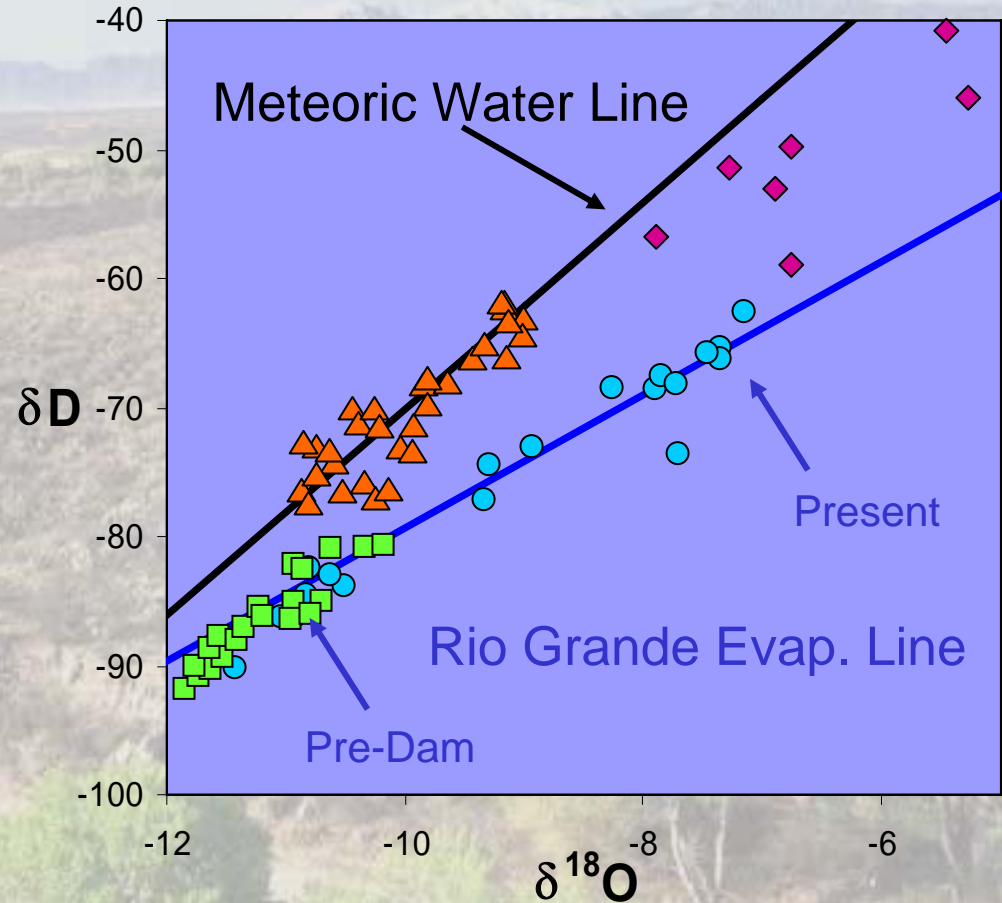 -40
Meteoric Water Line
-50
-60
δD
-70
Present
-80
Rio Grande Evap. Line
-90
Pre-Dam
-100
-12
-10
-8
-6
δ¹⁸O